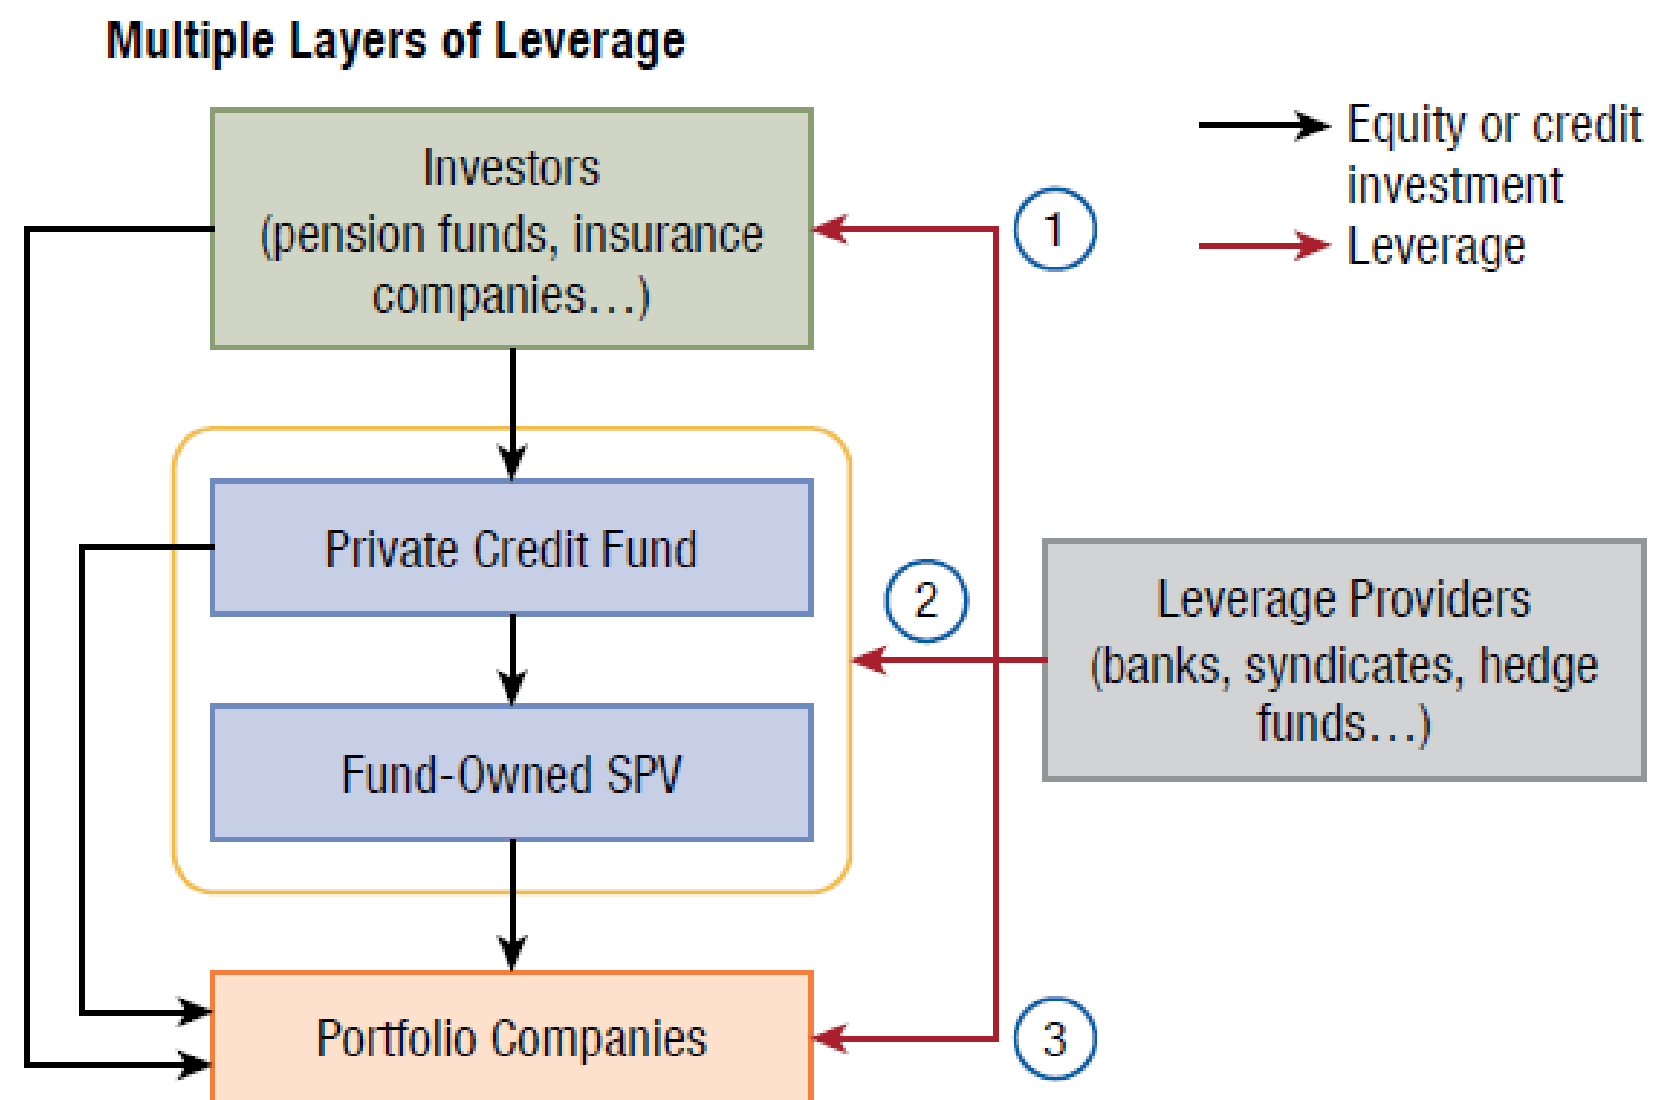 Multiple Layers of Leverage
Investors
(pension funds, insurance
companies…)
1
Equity or credit
investment
Leverage
Private Credit Fund
2
Leverage Providers
(banks, syndicates, hedge
funds…)
Fund-Owned SPV
Portfolio Companies
3